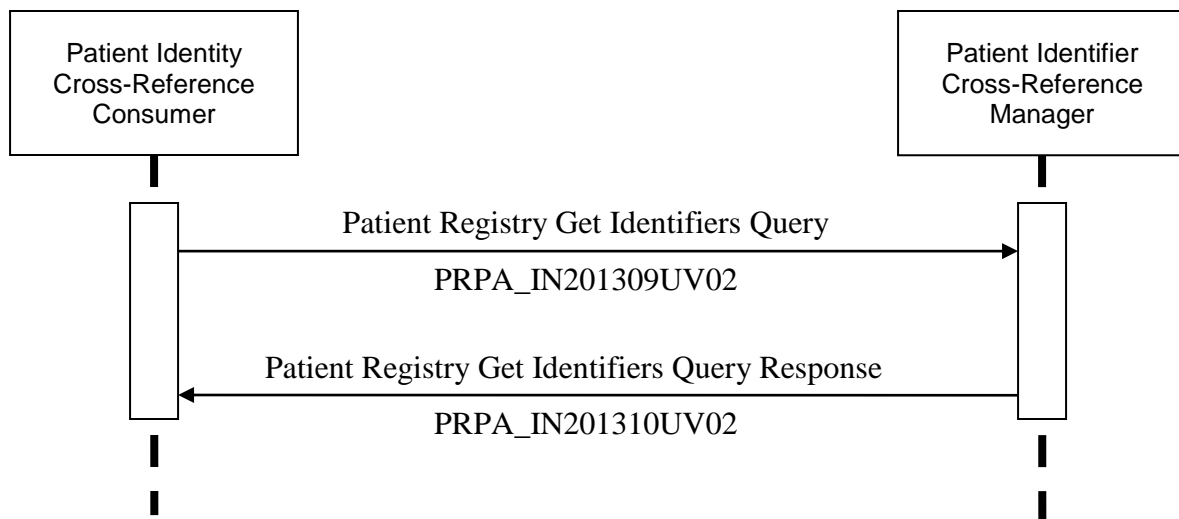 Patient Identity
Cross-Reference
Consumer
Patient Identifier
Cross-Reference
Manager
Patient Registry Get Identifiers Query
PRPA_IN201309UV02
Patient Registry Get Identifiers Query Response
PRPA_IN201310UV02